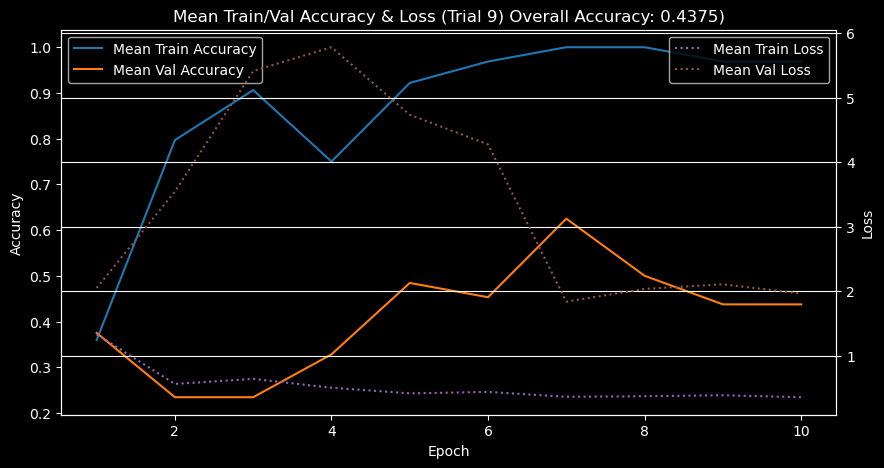 Mean Train/Val Accuracy & Loss (Trial 9) Overall Accuracy: 0.4375)
Mean Train Accuracy
Mean Val Accuracy
Mean Train Loss
Mean Val Loss
Accuracy
1.0
0.9
0.8
0.7
0.6
0.5
0.4
0.3
0.2
6
5
4
3
2
1
Loss
2
4
6
8
10
Epoch